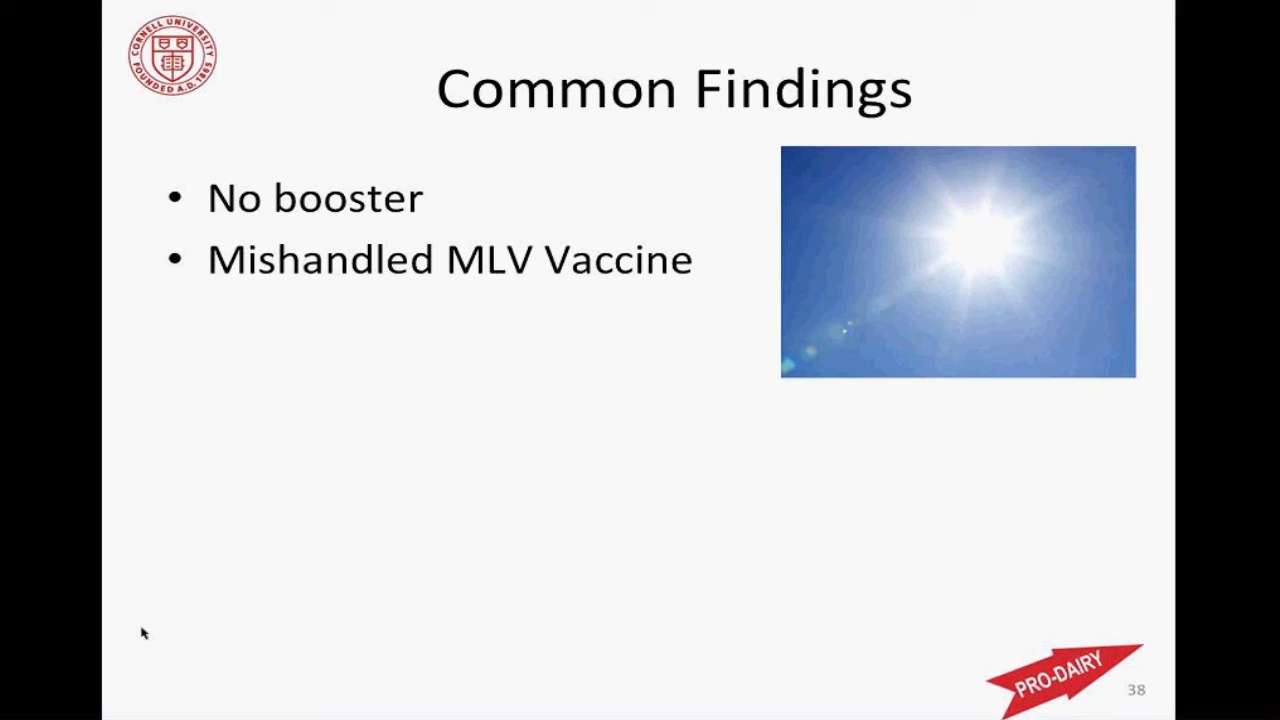 CORNELL UNIVERSITY
FOUNDED A.D. 1865
Common Findings
• No booster
• Mishandled MLV Vaccine
PRO-DAIRY
38